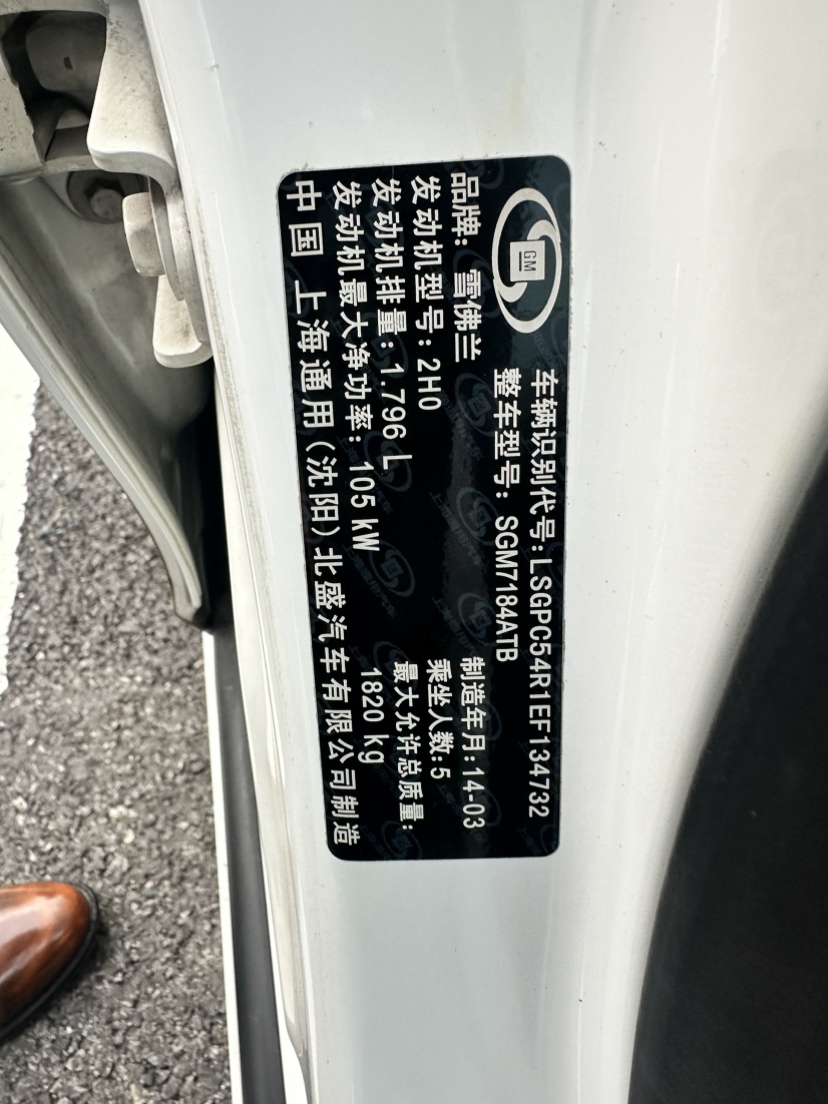 GM
车辆识别代号:LSGPC54R1EF134732
整车型号: SGM7184ATB
品牌: 雪佛兰
制造年月:14-03
发动机型号:2H0
乘坐人数:5
发动机排量:1.796 L
最大允许总质量:
发动机最大净功率: 105 kW
1820 kg
中国 上海通用(沈阳)北盛汽车有限公司制造